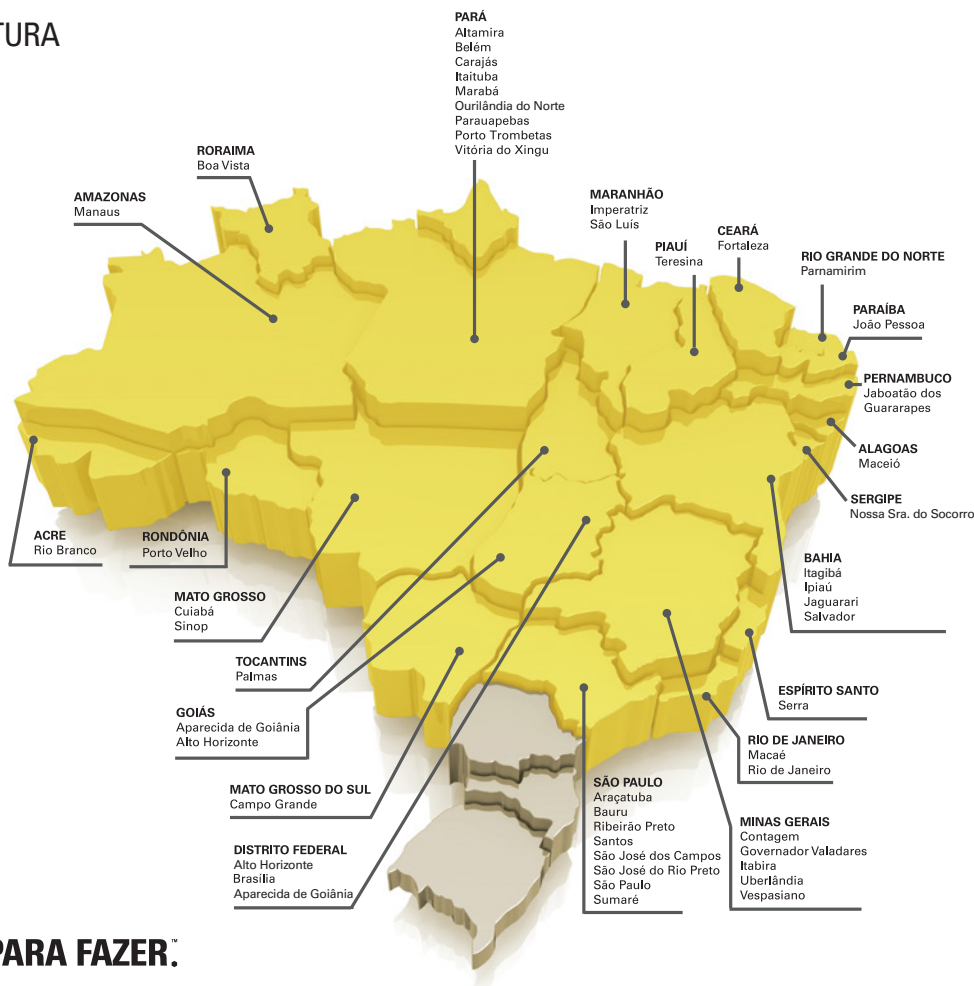 TURA
PARÁ
Altamira
Belém
Carajás
Itaituba
Marabá
Ourilândia do Norte
Parauapebas
Porto Trombetas
Vitória do Xingu
RORAIMA
Boa Vista
AMAZONAS
Manaus
MARANHÃO
Imperatriz
São Luís
PIAUÍ
Teresina
CEARÁ
Fortaleza
RIO GRANDE DO NORTE
Parnamirim
PARAÍBA
João Pessoa
PERNAMBUCO
Jaboatão dos
Guararapes
ALAGOAS
Maceió
SERGIPE
Nossa Sra. do Socorro
ACRE
Rio Branco
RONDÔNIA
Porto Velho
BAHIA
Itagibá
Ipiaú
Jaguarari
Salvador
MATO GROSSO
Cuiabá
Sinop
TOCANTINS
Palmas
GOIÁS
Aparecida de Goiânia
Alto Horizonte
ESPÍRITO SANTO
Serra
RIO DE JANEIRO
Macaé
Rio de Janeiro
MATO GROSSO DO SUL
Campo Grande
SÃO PAULO
Araçatuba
Bauru
Ribeirão Preto
Santos
São José dos Campos
São José do Rio Preto
São Paulo
Sumaré
MINAS GERAIS
Contagem
Governador Valadares
Itabira
Uberlândia
Vespasiano
DISTRITO FEDERAL
Alto Horizonte
Brasília
Aparecida de Goiânia
PARA FAZER.™